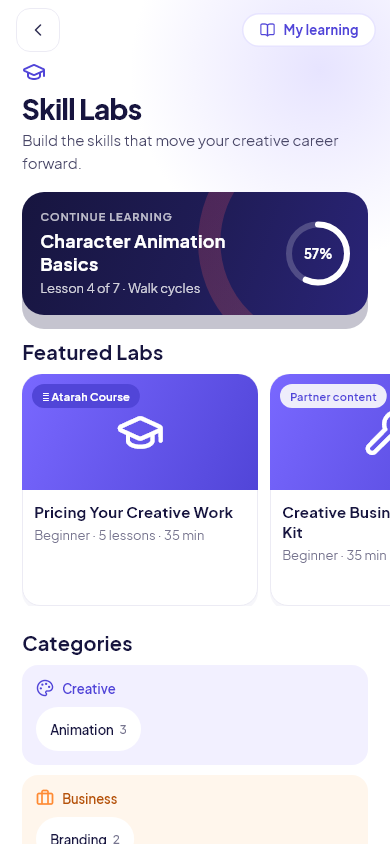 My learning
Skill Labs
Build the skills that move your creative career
forward.
CONTINUE LEARNING
Character Animation
Basics
Lesson 4 of 7 · Walk cycles
57%
Featured Labs
Atarah Course
Pricing Your Creative Work
Beginner · 5 lessons · 35 min
Partner content
Creative Busin
Kit
Beginner · 35 min
Categories
Creative
Animation 3
Business
Branding 2